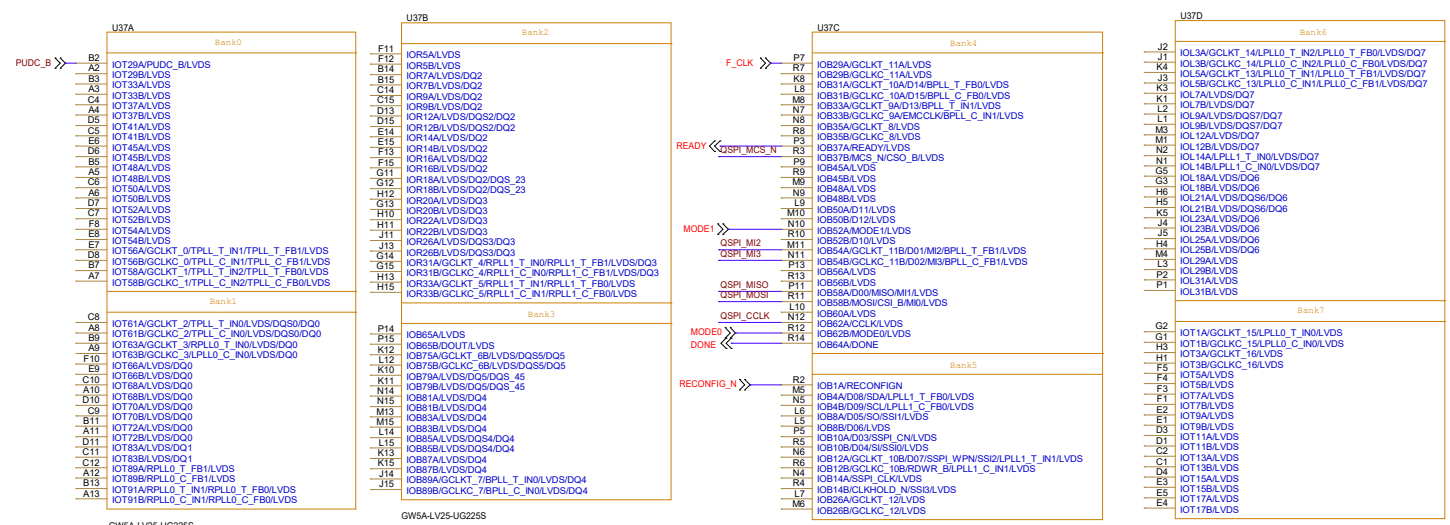 U37A
Bank0
PUDC_B
B2 IOT29A/PUDC_B/LVDS
A2 IOT29B/LVDS
B3 IOT33A/LVDS
A3 IOT33B/LVDS
C4 IOT37A/LVDS
A4 IOT37B/LVDS
D5 IOT41A/LVDS
C5 IOT41B/LVDS
E6 IOT45A/LVDS
D6 IOT45B/LVDS
B5 IOT48A/LVDS
A5 IOT48B/LVDS
C6 IOT50A/LVDS
A6 IOT50B/LVDS
D7 IOT52A/LVDS
C7 IOT52B/LVDS
F8 IOT54A/LVDS
E8 IOT54B/LVDS
E7 IOT56A/GCLKT_0/TPLL_T_IN1/TPLL_T_FB1/LVDS
D8 IOT56B/GCLKC_0/TPLL_C_IN1/TPLL_C_FB1/LVDS
B7 IOT58A/GCLKT_1/TPLL_T_IN2/TPLL_T_FB0/LVDS
A7 IOT58B/GCLKC_1/TPLL_C_IN2/TPLL_C_FB0/LVDS
Bank1
C8 IOT61A/GCLKT_2/TPLL_T_IN0/LVDS/DQS0/DQ0
A8 IOT61B/GCLKC_2/TPLL_C_IN0/LVDS/DQS0/DQ0
B9 IOT63A/GCLKT_3/RPLL0_T_IN0/LVDS/DQ0
A9 IOT63B/GCLKC_3/LPLL0_C_IN0/LVDS/DQ0
F10 IOT66A/LVDS/DQ0
E9 IOT66B/LVDS/DQ0
C10 IOT68A/LVDS/DQ0
A10 IOT68B/LVDS/DQ0
D10 IOT70A/LVDS/DQ0
C9 IOT70B/LVDS/DQ0
B11 IOT72A/LVDS/DQ0
A11 IOT72B/LVDS/DQ0
D11 IOT83A/LVDS/DQ1
C11 IOT83B/LVDS/DQ1
C12 IOT89A/RPLL0_T_FB1/LVDS
A12 IOT89B/RPLL0_C_FB1/LVDS
B13 IOT91A/RPLL0_T_IN1/RPLL0_T_FB0/LVDS
A13 IOT91B/RPLL0_C_IN1/RPLL0_C_FB0/LVDS
GW5A-LV25-UG225S
U37B
Bank2
F11 IOR5A/LVDS
F12 IOR5B/LVDS
B14 IOR7A/LVDS/DQ2
B15 IOR7B/LVDS/DQ2
C14 IOR9A/LVDS/DQ2
C15 IOR9B/LVDS/DQ2
D13 IOR12A/LVDS/DQS2/DQ2
D15 IOR12B/LVDS/DQS2/DQ2
E14 IOR14A/LVDS/DQ2
E15 IOR14B/LVDS/DQ2
F13 IOR16A/LVDS/DQ2
F15 IOR16B/LVDS/DQ2
G11 IOR18A/LVDS/DQ2/DQS_23
G12 IOR18B/LVDS/DQ2/DQS_23
H12 IOR20A/LVDS/DQ3
G13 IOR20B/LVDS/DQ3
H10 IOR22A/LVDS/DQ3
H11 IOR22B/LVDS/DQ3
J11 IOR26A/LVDS/DQS3/DQ3
J13 IOR26B/LVDS/DQS3/DQ3
G14 IOR31A/GCLKT_4/RPLL1_T_IN0/RPLL1_T_FB1/LVDS/DQ3
G15 IOR31B/GCLKC_4/RPLL1_C_IN0/RPLL1_C_FB1/LVDS/DQ3
H13 IOR33A/GCLKT_5/RPLL1_T_IN1/RPLL1_T_FB0/LVDS
H15 IOR33B/GCLKC_5/RPLL1_C_IN1/RPLL1_C_FB0/LVDS
Bank3
P14 IOB65A/LVDS
P15 IOB65B/DOUT/LVDS
K12 IOB75A/GCLKT_6B/LVDS/DQS5/DQ5
L12 IOB75B/GCLKC_6B/LVDS/DQS5/DQ5
K10 IOB79A/LVDS/DQ5/DQS_45
K11 IOB79B/LVDS/DQ5/DQS_45
N14 IOB81A/LVDS/DQ4
N15 IOB81B/LVDS/DQ4
M13 IOB83A/LVDS/DQ4
M15 IOB83B/LVDS/DQ4
L14 IOB85A/LVDS/DQS4/DQ4
L15 IOB85B/LVDS/DQS4/DQ4
K13 IOB87A/LVDS/DQ4
K15 IOB87B/LVDS/DQ4
J14 IOB89A/GCLKT_7/BPLL_T_IN0/LVDS/DQ4
J15 IOB89B/GCLKC_7/BPLL_C_IN0/LVDS/DQ4
GW5A-LV25-UG225S
U37C
Bank4
F_CLK P7 IOB29A/GCLKT_11A/LVDS
R7 IOB29B/GCLKC_11A/LVDS
K8 IOB31A/GCLKT_10A/D14/BPLL_T_FB0/LVDS
L8 IOB31B/GCLKC_10A/D15/BPLL_C_FB0/LVDS
M8 IOB33A/GCLKT_9A/D13/BPLL_T_IN1/LVDS
N7 IOB33B/GCLKC_9A/EMCCLK/BPLL_C_IN1/LVDS
N8 IOB35A/GCLKT_8/LVDS
R8 IOB35B/GCLKC_8/LVDS
READY P3 IOB37A/READY/LVDS
QSPI_MCS_N R3 IOB37B/MCS_N/CSO_B/LVDS
P9 IOB45A/LVDS
R9 IOB45B/LVDS
M9 IOB48A/LVDS
N9 IOB48B/LVDS
L9 IOB50A/D11/LVDS
M10 IOB50B/D12/LVDS
MODE1 N10 IOB52A/MODE1/LVDS
R10 IOB52B/D10/LVDS
QSPI_MI2 M11 IOB54A/GCLKT_11B/D01/MI2/BPLL_T_FB1/LVDS
QSPI_MI3 N11 IOB54B/GCLKC_11B/D02/MI3/BPLL_C_FB1/LVDS
P13 IOB56A/LVDS
R13 IOB56B/LVDS
QSPI_MISO P11 IOB58A/D00/MISO/MI1/LVDS
QSPI_MOSI R11 IOB58B/MOSI/CSI_B/MI0/LVDS
L10 IOB60A/LVDS
QSPI_CCLK N12 IOB62A/CCLK/LVDS
MODE0 R12 IOB62B/MODE0/LVDS
DONE R14 IOB64A/DONE
Bank5
RECONFIG_N R2 IOB1A/RECONFIGN
M5 IOB4A/D08/SDA/LPLL1_T_FB0/LVDS
N5 IOB4B/D09/SCL/LPLL1_C_FB0/LVDS
L6 IOB8A/D05/SO/SSI1/LVDS
L5 IOB8B/D06/LVDS
P5 IOB10A/D03/SSPI_CN/LVDS
R5 IOB10B/D04/SI/SSI0/LVDS
N6 IOB12A/GCLKT_10B/D07/SSPI_WPN/SSI2/LPLL1_T_IN1/LVDS
R6 IOB12B/GCLKC_10B/RDWR_B/LPLL1_C_IN1/LVDS
N4 IOB14A/SSPI_CLK/LVDS
R4 IOB14B/CLKHOLD_N/SSI3/LVDS
L7 IOB26A/GCLKT_12/LVDS
M6 IOB26B/GCLKC_12/LVDS
U37D
Bank6
J2 IOL3A/GCLKT_14/LPLL0_T_IN2/LPLL0_T_FB0/LVDS/DQ7
J1 IOL3B/GCLKC_14/LPLL0_C_IN2/LPLL0_C_FB0/LVDS/DQ7
K4 IOL5A/GCLKT_13/LPLL0_T_IN1/LPLL0_T_FB1/LVDS/DQ7
J3 IOL5B/GCLKC_13/LPLL0_C_IN1/LPLL0_C_FB1/LVDS/DQ7
K3 IOL7A/LVDS/DQ7
K1 IOL7B/LVDS/DQ7
L2 IOL9A/LVDS/DQS7/DQ7
L1 IOL9B/LVDS/DQS7/DQ7
M3 IOL12A/LVDS/DQ7
M1 IOL12B/LVDS/DQ7
N2 IOL14A/LPLL1_T_IN0/LVDS/DQ7
N1 IOL14B/LPLL1_C_IN0/LVDS/DQ7
G5 IOL18A/LVDS/DQ6
G3 IOL18B/LVDS/DQ6
H6 IOL21A/LVDS/DQS6/DQ6
H5 IOL21B/LVDS/DQS6/DQ6
K5 IOL23A/LVDS/DQ6
J4 IOL23B/LVDS/DQ6
J5 IOL25A/LVDS/DQ6
H4 IOL25B/LVDS/DQ6
M4 IOL29A/LVDS
L3 IOL29B/LVDS
P2 IOL31A/LVDS
P1 IOL31B/LVDS
Bank7
G2 IOT1A/GCLKT_15/LPLL0_T_IN0/LVDS
G1 IOT1B/GCLKC_15/LPLL0_C_IN0/LVDS
H3 IOT3A/GCLKT_16/LVDS
H1 IOT3B/GCLKC_16/LVDS
F5 IOT5A/LVDS
F4 IOT5B/LVDS
F3 IOT7A/LVDS
F1 IOT7B/LVDS
E2 IOT9A/LVDS
E1 IOT9B/LVDS
D3 IOT11A/LVDS
D1 IOT11B/LVDS
C2 IOT13A/LVDS
C1 IOT13B/LVDS
D4 IOT15A/LVDS
E3 IOT15B/LVDS
E5 IOT17A/LVDS
E4 IOT17B/LVDS